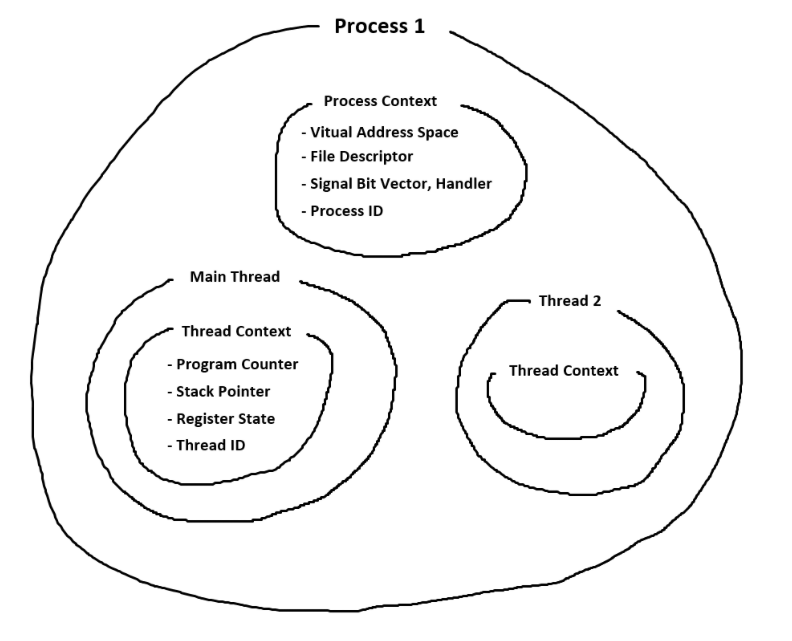 Process 1
Process Context
- Vitual Address Space
- File Descriptor
- Signal Bit Vector, Handler
- Process ID
Main Thread
Thread Context
- Program Counter
- Stack Pointer
- Register State
- Thread ID
Thread 2
Thread Context